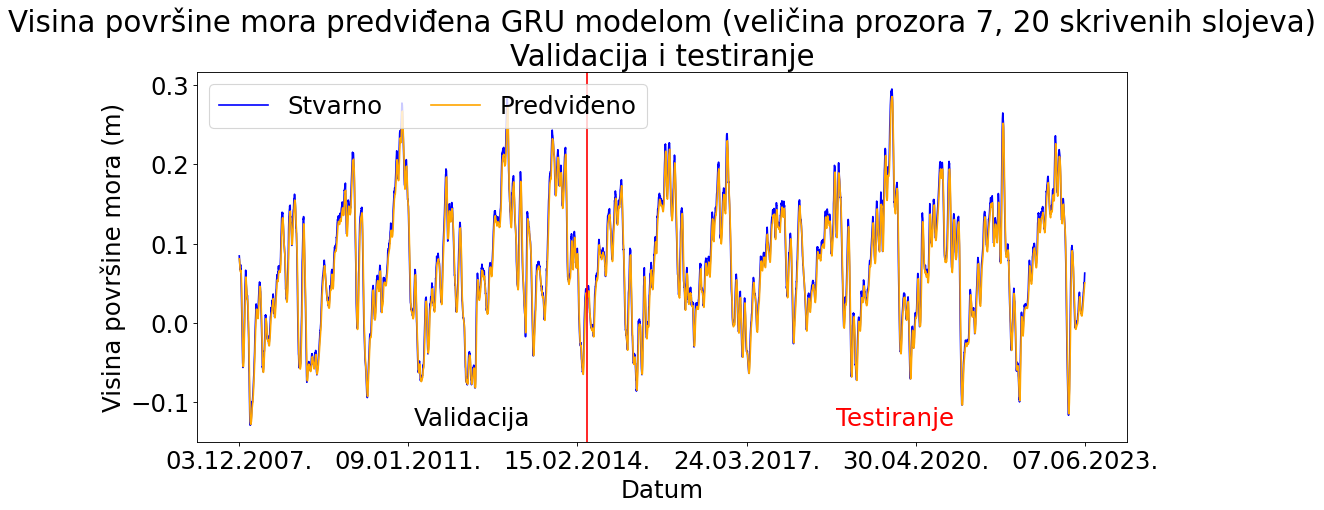 Visina površine mora predviđena GRU modelom (veličina prozora 7, 20 skrivenih slojeva)
Validacija i testiranje
Visina površine mora (m)
0.3
0.2
0.1
0.0
−0.1
Stvarno
Predviđeno
Validacija
Testiranje
03.12.2007.
09.01.2011.
15.02.2014.
24.03.2017.
30.04.2020.
07.06.2023.
Datum